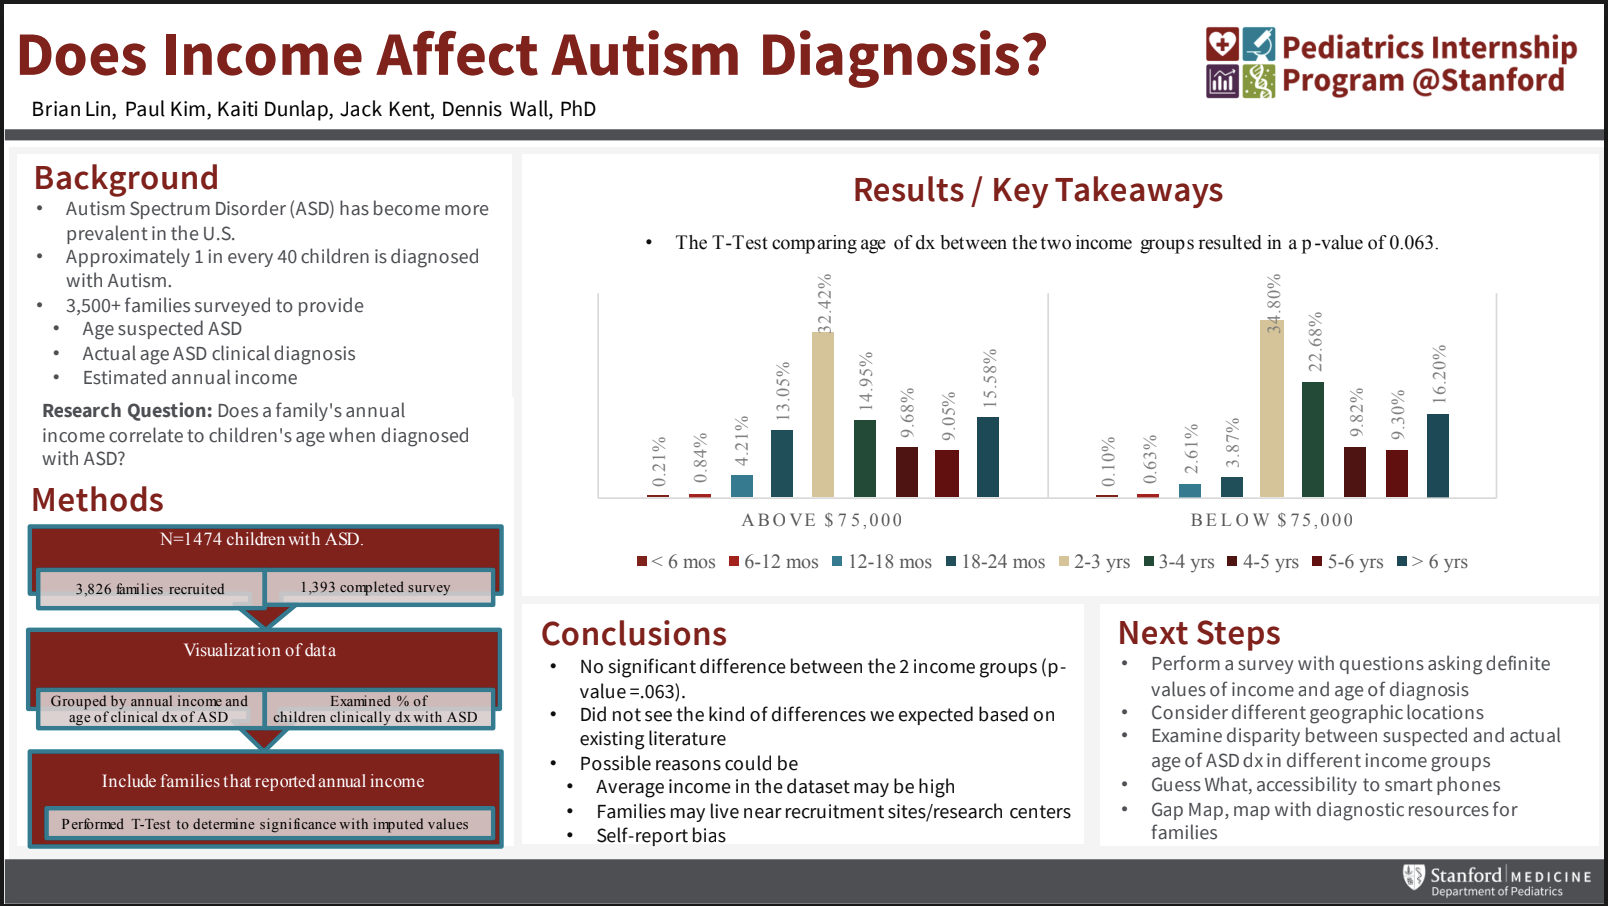 Does Income Affect Autism Diagnosis?
Brian Lin, Paul Kim, Kaiti Dunlap, Jack Kent, Dennis Wall, PhD
Pediatrics Internship
Program @Stanford
Background
• Autism Spectrum Disorder (ASD) has become more
prevalent in the U.S.
• Approximately 1 in every 40 children is diagnosed
with Autism.
• 3,500+ families surveyed to provide
• Age suspected ASD
• Actual age ASD clinical diagnosis
• Estimated annual income
Research Question: Does a family's annual
income correlate to children's age when diagnosed
with ASD?
Methods
N=1474 children with ASD.
3,826 families recruited
1,393 completed survey
Visualization of data
Grouped by annual income and
age of clinical dx of ASD
Examined % of
children clinically dx with ASD
Include families that reported annual income
Performed T-Test to determine significance with imputed values
Results / Key Takeaways
• The T-Test comparing age of dx between the two income groups resulted in a p-value of 0.063.
0.21%
0.84%
4.21%
13.05%
32.42%
14.95%
9.68%
9.05%
15.58%
0.10%
0.63%
2.61%
3.87%
34.80%
22.68%
9.82%
9.30%
16.20%
ABOVE $75,000
BELOW $75,000
< 6 mos
6-12 mos
12-18 mos
18-24 mos
2-3 yrs
3-4 yrs
4-5 yrs
5-6 yrs
> 6 yrs
Conclusions
• No significant difference between the 2 income groups (p-
value =.063).
• Did not see the kind of differences we expected based on
existing literature
• Possible reasons could be
• Average income in the dataset may be high
• Families may live near recruitment sites/research centers
• Self-report bias
Next Steps
• Perform a survey with questions asking definite
values of income and age of diagnosis
• Consider different geographic locations
• Examine disparity between suspected and actual
age of ASD dx in different income groups
• Guess What, accessibility to smart phones
• Gap Map, map with diagnostic resources for
families
Stanford MEDICINE
Department of Pediatrics